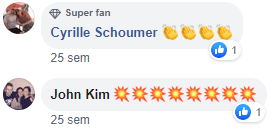 Super fan
Cyrille Schoumer 👏👏👏👏
1
25 sem
John Kim 💥💥💥💥💥💥💥💥
1
25 sem